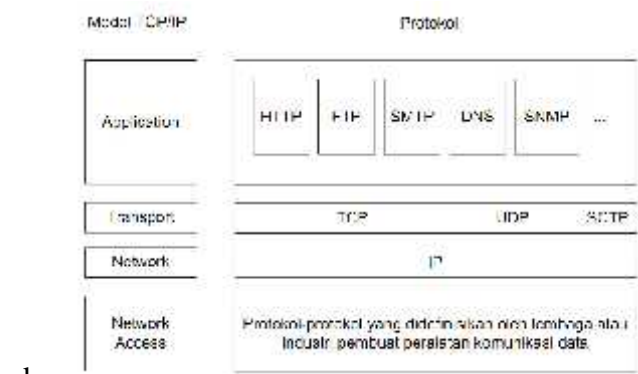 Model TCP/IP Protokol
Application HTTP FTP SMTP DNS SNMP ...
Transport TCP UDP SCTP
Network IP
Network Protokol-protokol yang didefinisikan oleh lembaga atau
Access industri pembuat peralatan komunikasi data